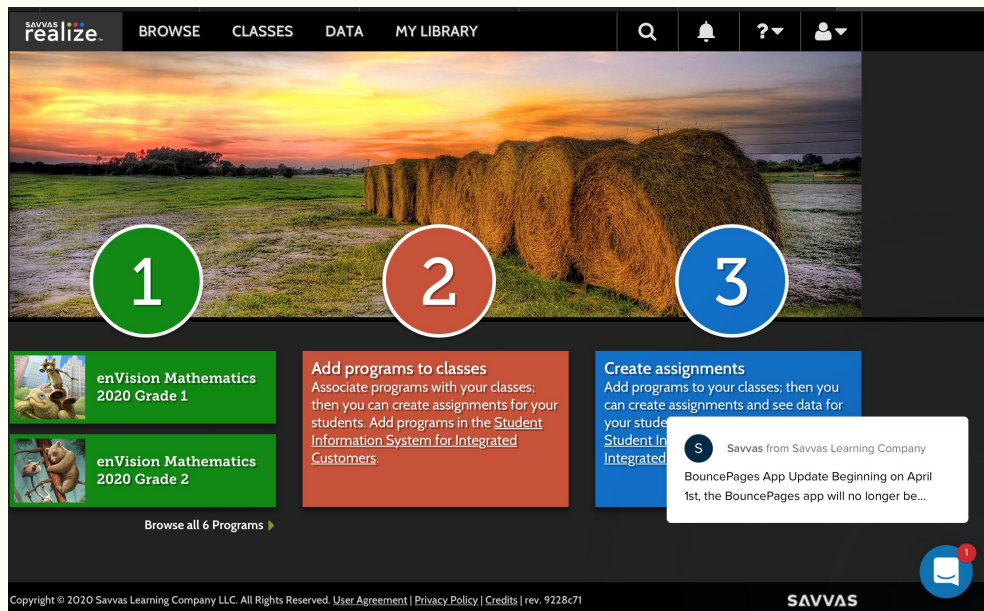 SAVVAS
realize™
BROWSE CLASSES DATA MY LIBRARY
?
1
2
3
enVision Mathematics
2020 Grade 1
enVision Mathematics
2020 Grade 2
Browse all 6 Programs
Add programs to classes
Associate programs with your classes;
then you can create assignments for your
students. Add programs in the Student
Information System for Integrated
Customers.
Create assignments
Add programs to your classes; then you
can create assignments and see data for
your stude
Student In
Integrated
S
Savvas from Savvas Learning Company
BouncePages App Update Beginning on April
1st, the BouncePages app will no longer be...
1
Copyright © 2020 Savvas Learning Company LLC. All Rights Reserved. User Agreement | Privacy Policy | Credits | rev. 9228c71
SAVVAS